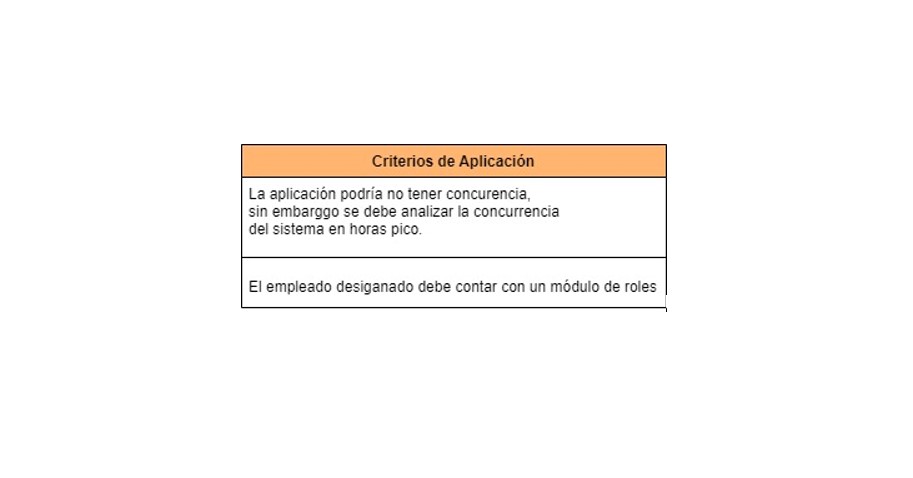 Criterios de Aplicación
La aplicación podría no tener concurencia,
sin embarggo se debe analizar la concurrencia
del sistema en horas pico.
El empleado desiganado debe contar con un módulo de roles